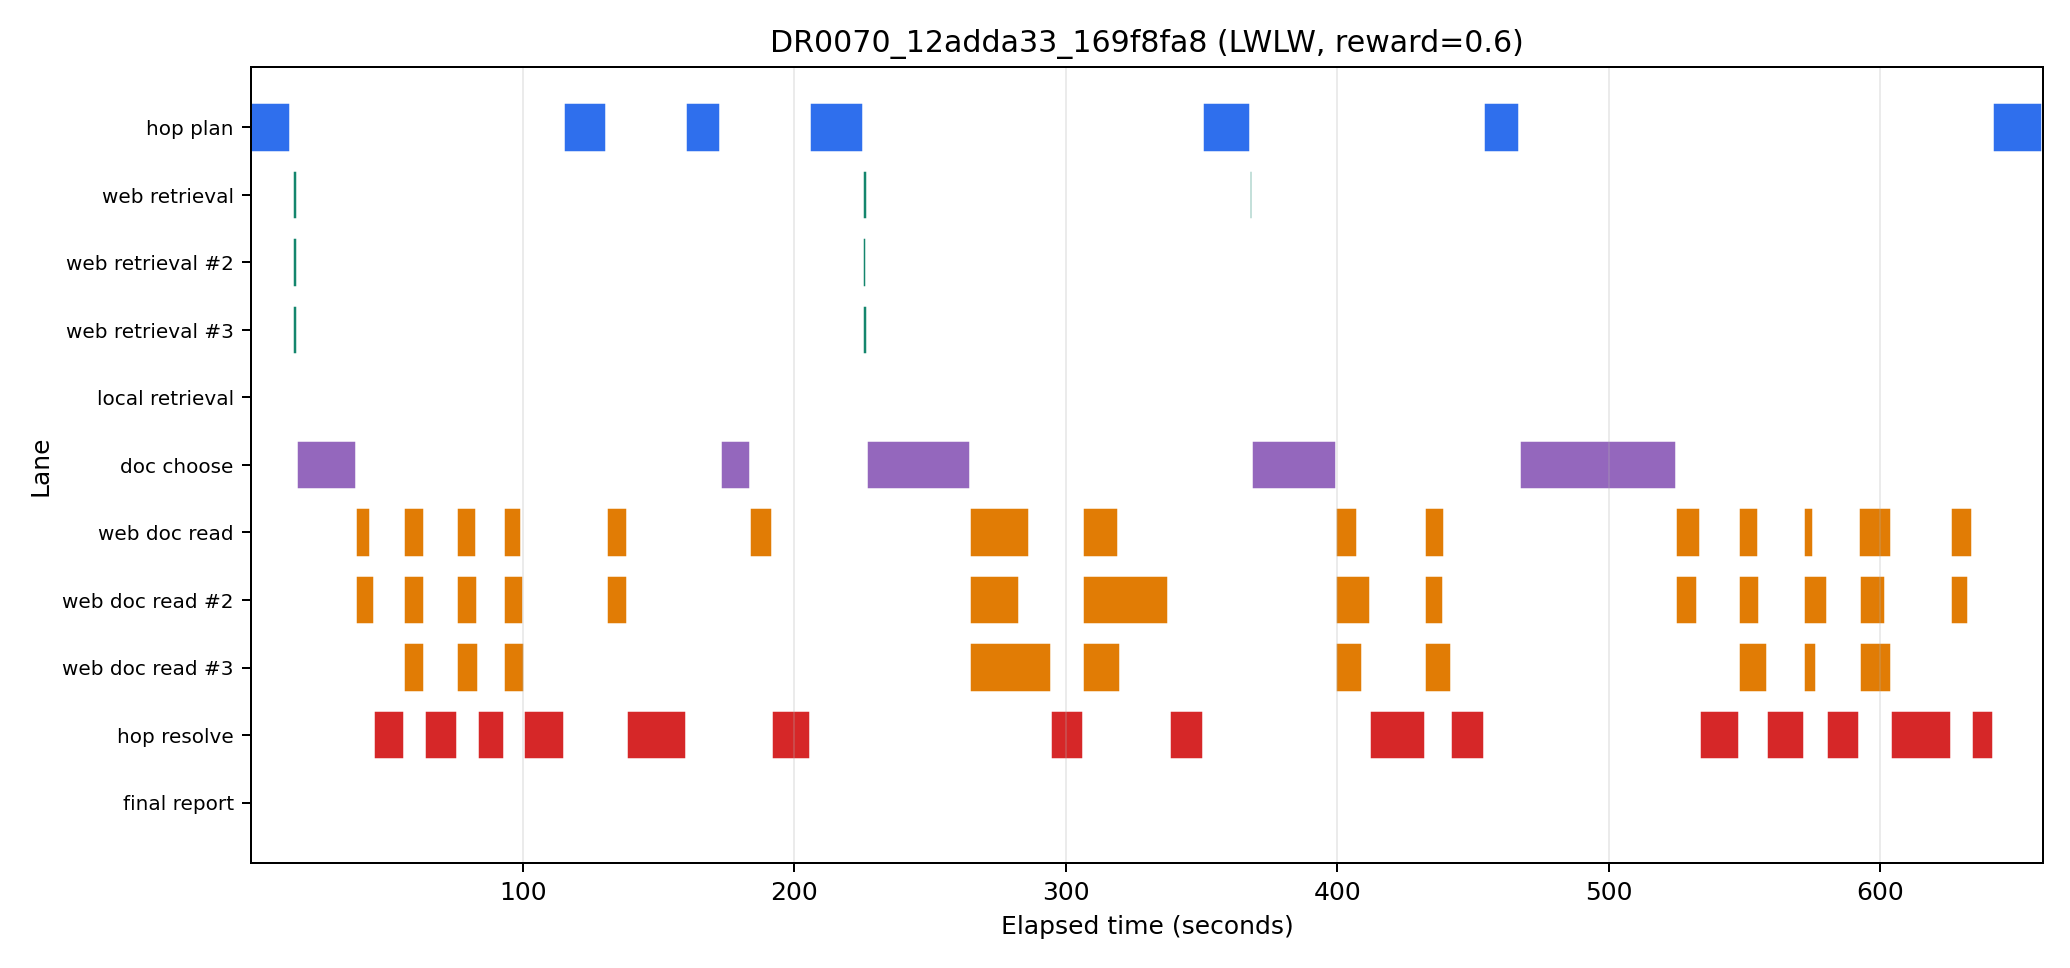 DR0070_12adda33_169f8fa8 (LWLW, reward=0.6)
hop plan
web retrieval
web retrieval #2
web retrieval #3
local retrieval
doc choose
web doc read
web doc read #2
web doc read #3
hop resolve
final report
Lane
100 200 300 400 500 600
Elapsed time (seconds)